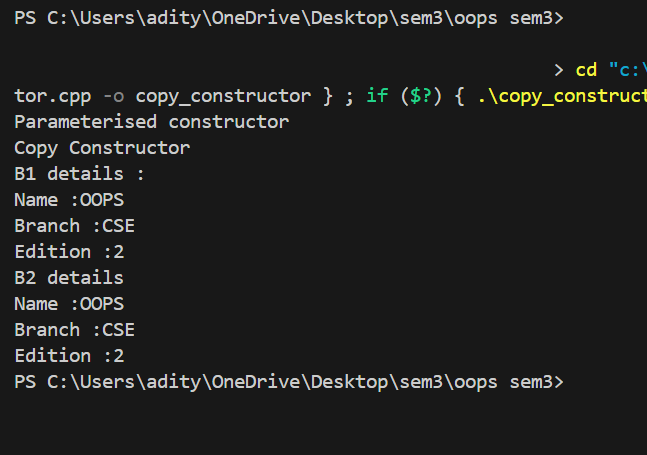 PS C:\Users\adity\OneDrive\Desktop\sem3\oops sem3>
> cd "c:\
tor.cpp -o copy_constructor } ; if ($?) { .\copy_construct
Parameterised constructor
Copy Constructor
B1 details :
Name :OOPS
Branch :CSE
Edition :2
B2 details
Name :OOPS
Branch :CSE
Edition :2
PS C:\Users\adity\OneDrive\Desktop\sem3\oops sem3>